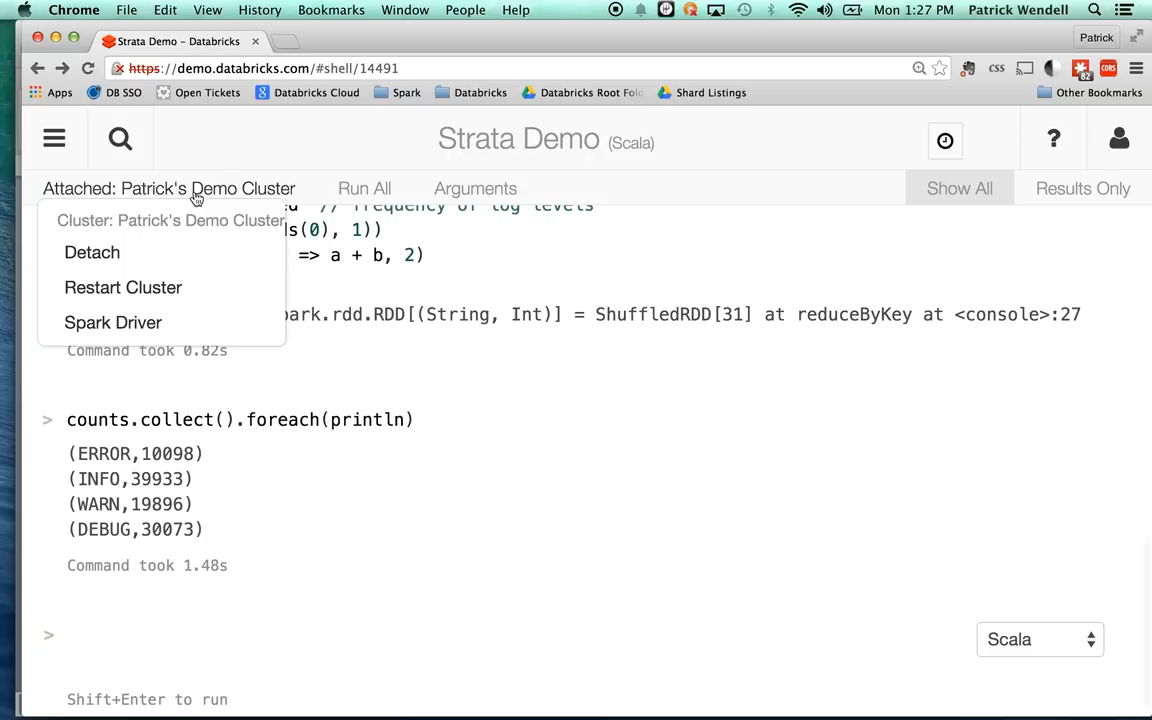 Chrome File Edit View History Bookmarks Window People Help Mon 1:27 PM Patrick Wendell
Strata Demo - Databricks Patrick
https://demo.databricks.com/#shell/14491 CSS 82 CORS
Apps DB SSO Open Tickets Databricks Cloud Spark Databricks Databricks Root Fold Shard Listings Other Bookmarks
Strata Demo (Scala) ?
Attached: Patrick's Demo Cluster Run All Arguments Show All Results Only
// frequency of log levels
Cluster: Patrick's Demo Cluster
ds(0), 1))
Detach
=> a + b, 2)
Restart Cluster
park.rdd.RDD[(String, Int)] = ShuffledRDD[31] at reduceByKey at <console>:27
Spark Driver
Command took 0.82s
> counts.collect().foreach(println)
(ERROR,10098)
(INFO,39933)
(WARN,19896)
(DEBUG,30073)
Command took 1.48s
> Scala
Shift+Enter to run